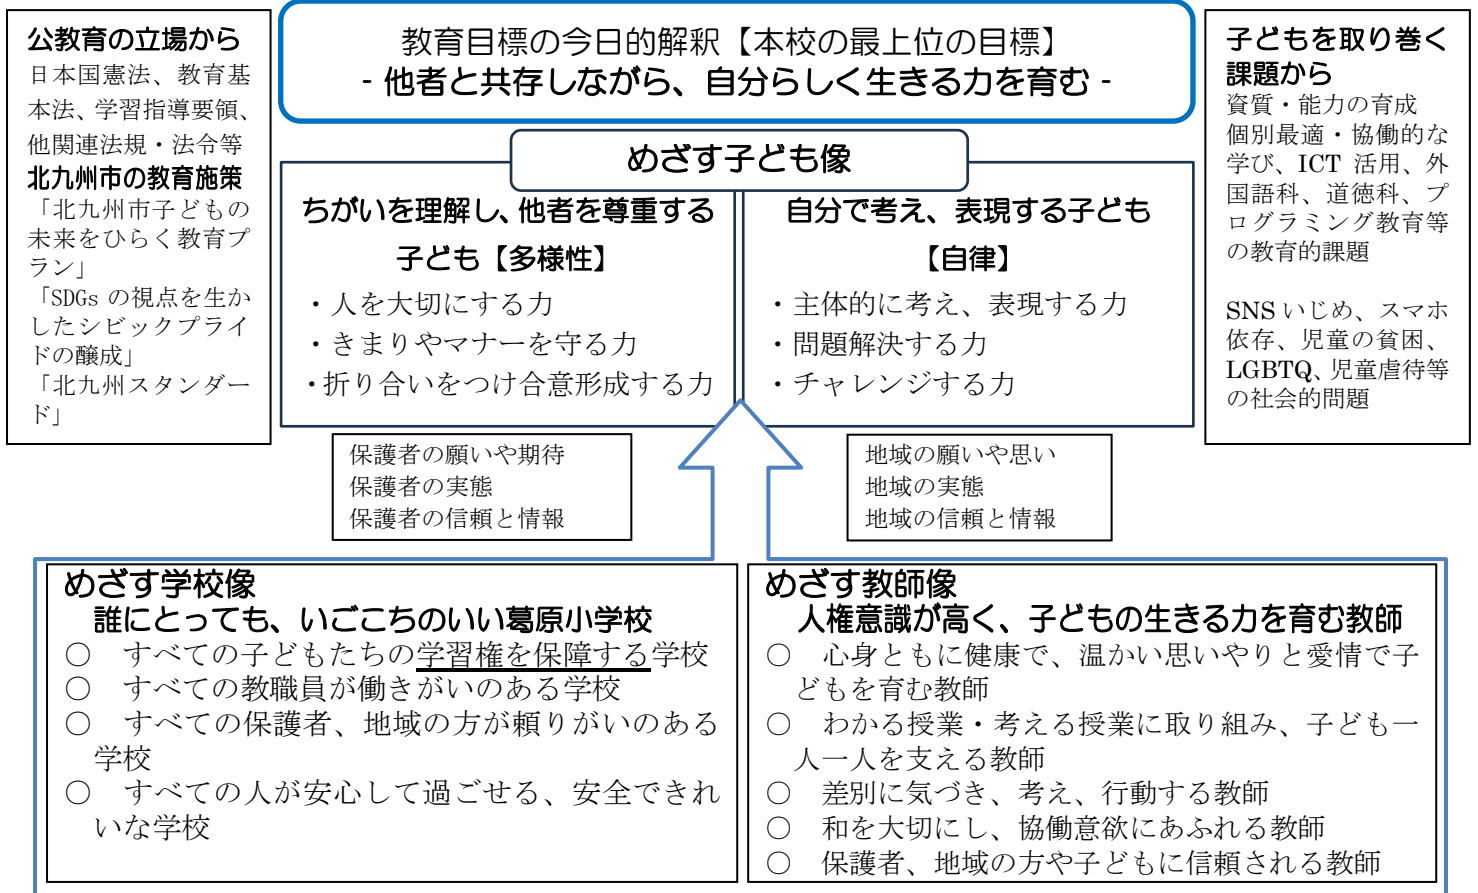 公教育の立場から
日本国憲法、教育基
本法、学習指導要領、
他関連法規・法令等
北九州市の教育施策
「北九州市子どもの
未来をひらく教育プ
ラン」
「SDGs の視点を生か
したシビックプライ
ドの醸成」
「北九州スタンダー
ド」
教育目標の今日的解釈【本校の最上位の目標】
- 他者と共存しながら、自分らしく生きる力を育む -
子どもを取り巻く
課題から
資質・能力の育成
個別最適・協働的な
学び、ICT 活用、外
国語科、道徳科、プ
ログラミング教育等
の教育的課題
SNS いじめ、スマホ
依存、児童の貧困、
LGBTQ、児童虐待等
の社会的問題
めざす子ども像
ちがいを理解し、他者を尊重する
子ども【多様性】
・人を大切にする力
・きまりやマナーを守る力
・折り合いをつけ合意形成する力
自分で考え、表現する子ども
【自律】
・主体的に考え、表現する力
・問題解決する力
・チャレンジする力
保護者の願いや期待
保護者の実態
保護者の信頼と情報
地域の願いや思い
地域の実態
地域の信頼と情報
めざす学校像
誰にとっても、いごこちのいい葛原小学校
○ すべての子どもたちの学習権を保障する学校
○ すべての教職員が働きがいのある学校
○ すべての保護者、地域の方が頼りがいのある
学校
○ すべての人が安心して過ごせる、安全できれ
いな学校
めざす教師像
人権意識が高く、子どもの生きる力を育む教師
○ 心身ともに健康で、温かい思いやりと愛情で子
どもを育む教師
○ わかる授業・考える授業に取り組み、子ども一
人一人を支える教師
○ 差別に気づき、考え、行動する教師
○ 和を大切にし、協働意欲にあふれる教師
○ 保護者、地域の方や子どもに信頼される教師